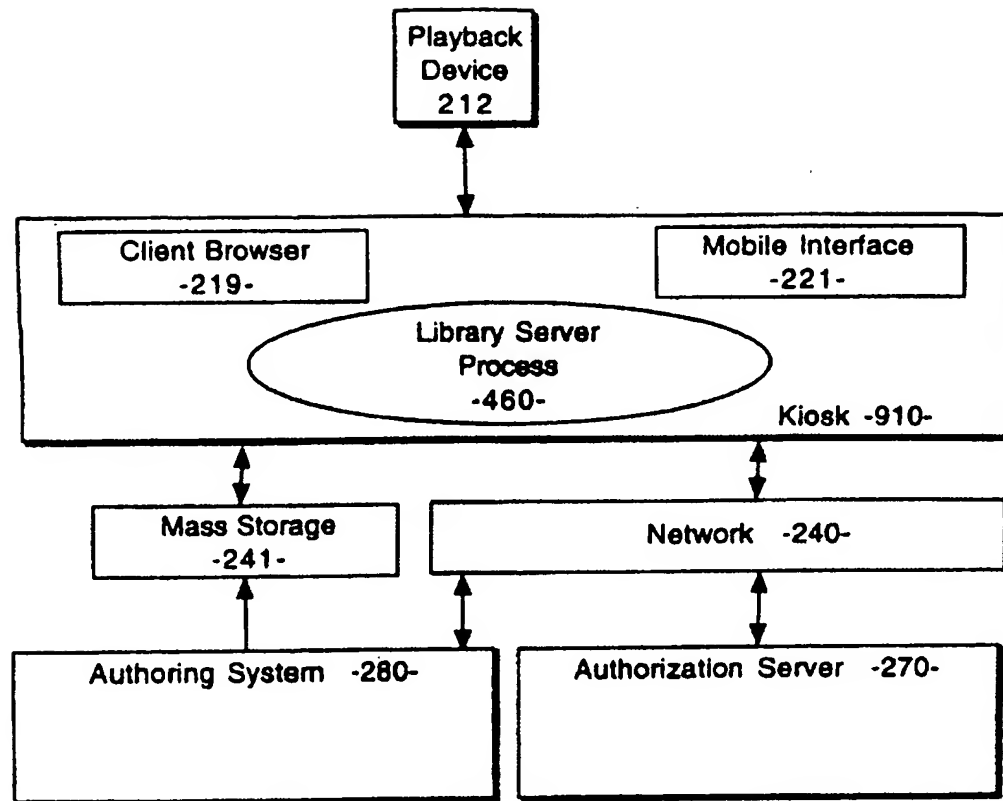 Playback
Device
212
Client Browser
-219-
Mobile Interface
-221-
Library Server
Process
-460-
Kiosk -910-
Mass Storage
-241-
Network -240-
Authoring System -280-
Authorization Server -270-